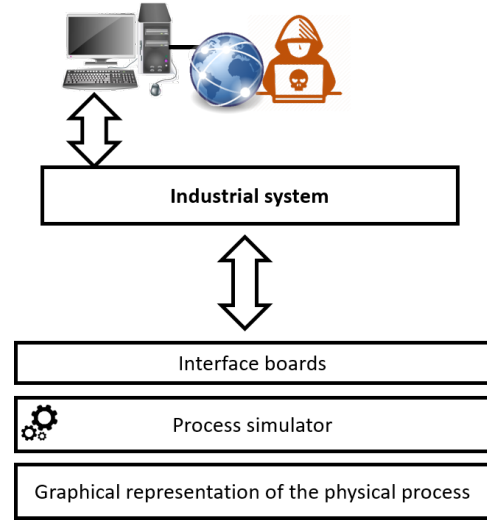 Industrial system
Interface boards
Process simulator
Graphical representation of the physical process